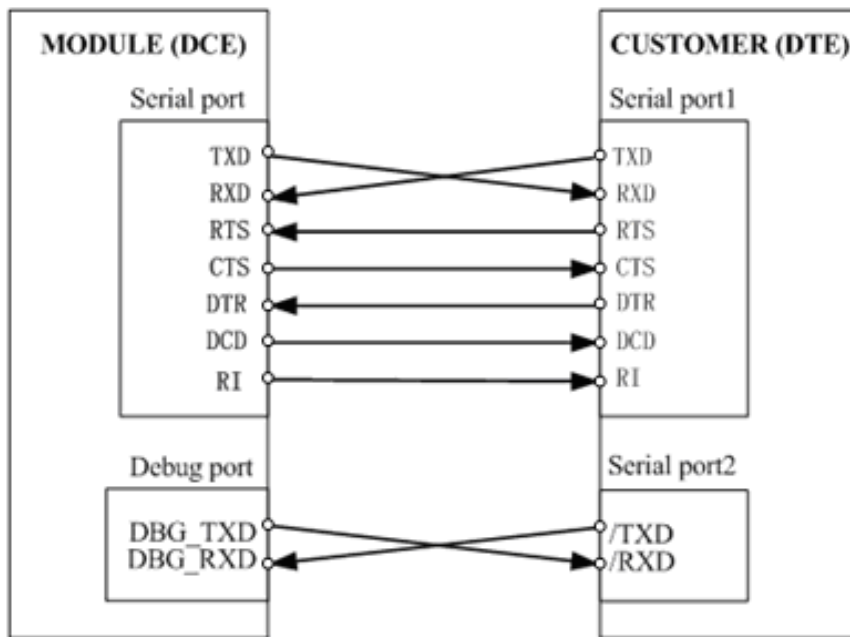 MODULE (DCE)
CUSTOMER (DTE)
Serial port
Serial port1
TXD
TXD
RXD
RXD
RTS
RTS
CTS
CTS
DTR
DTR
DCD
DCD
RI
RI
Debug port
Serial port2
DBG_TXD
/TXD
DBG_RXD
/RXD